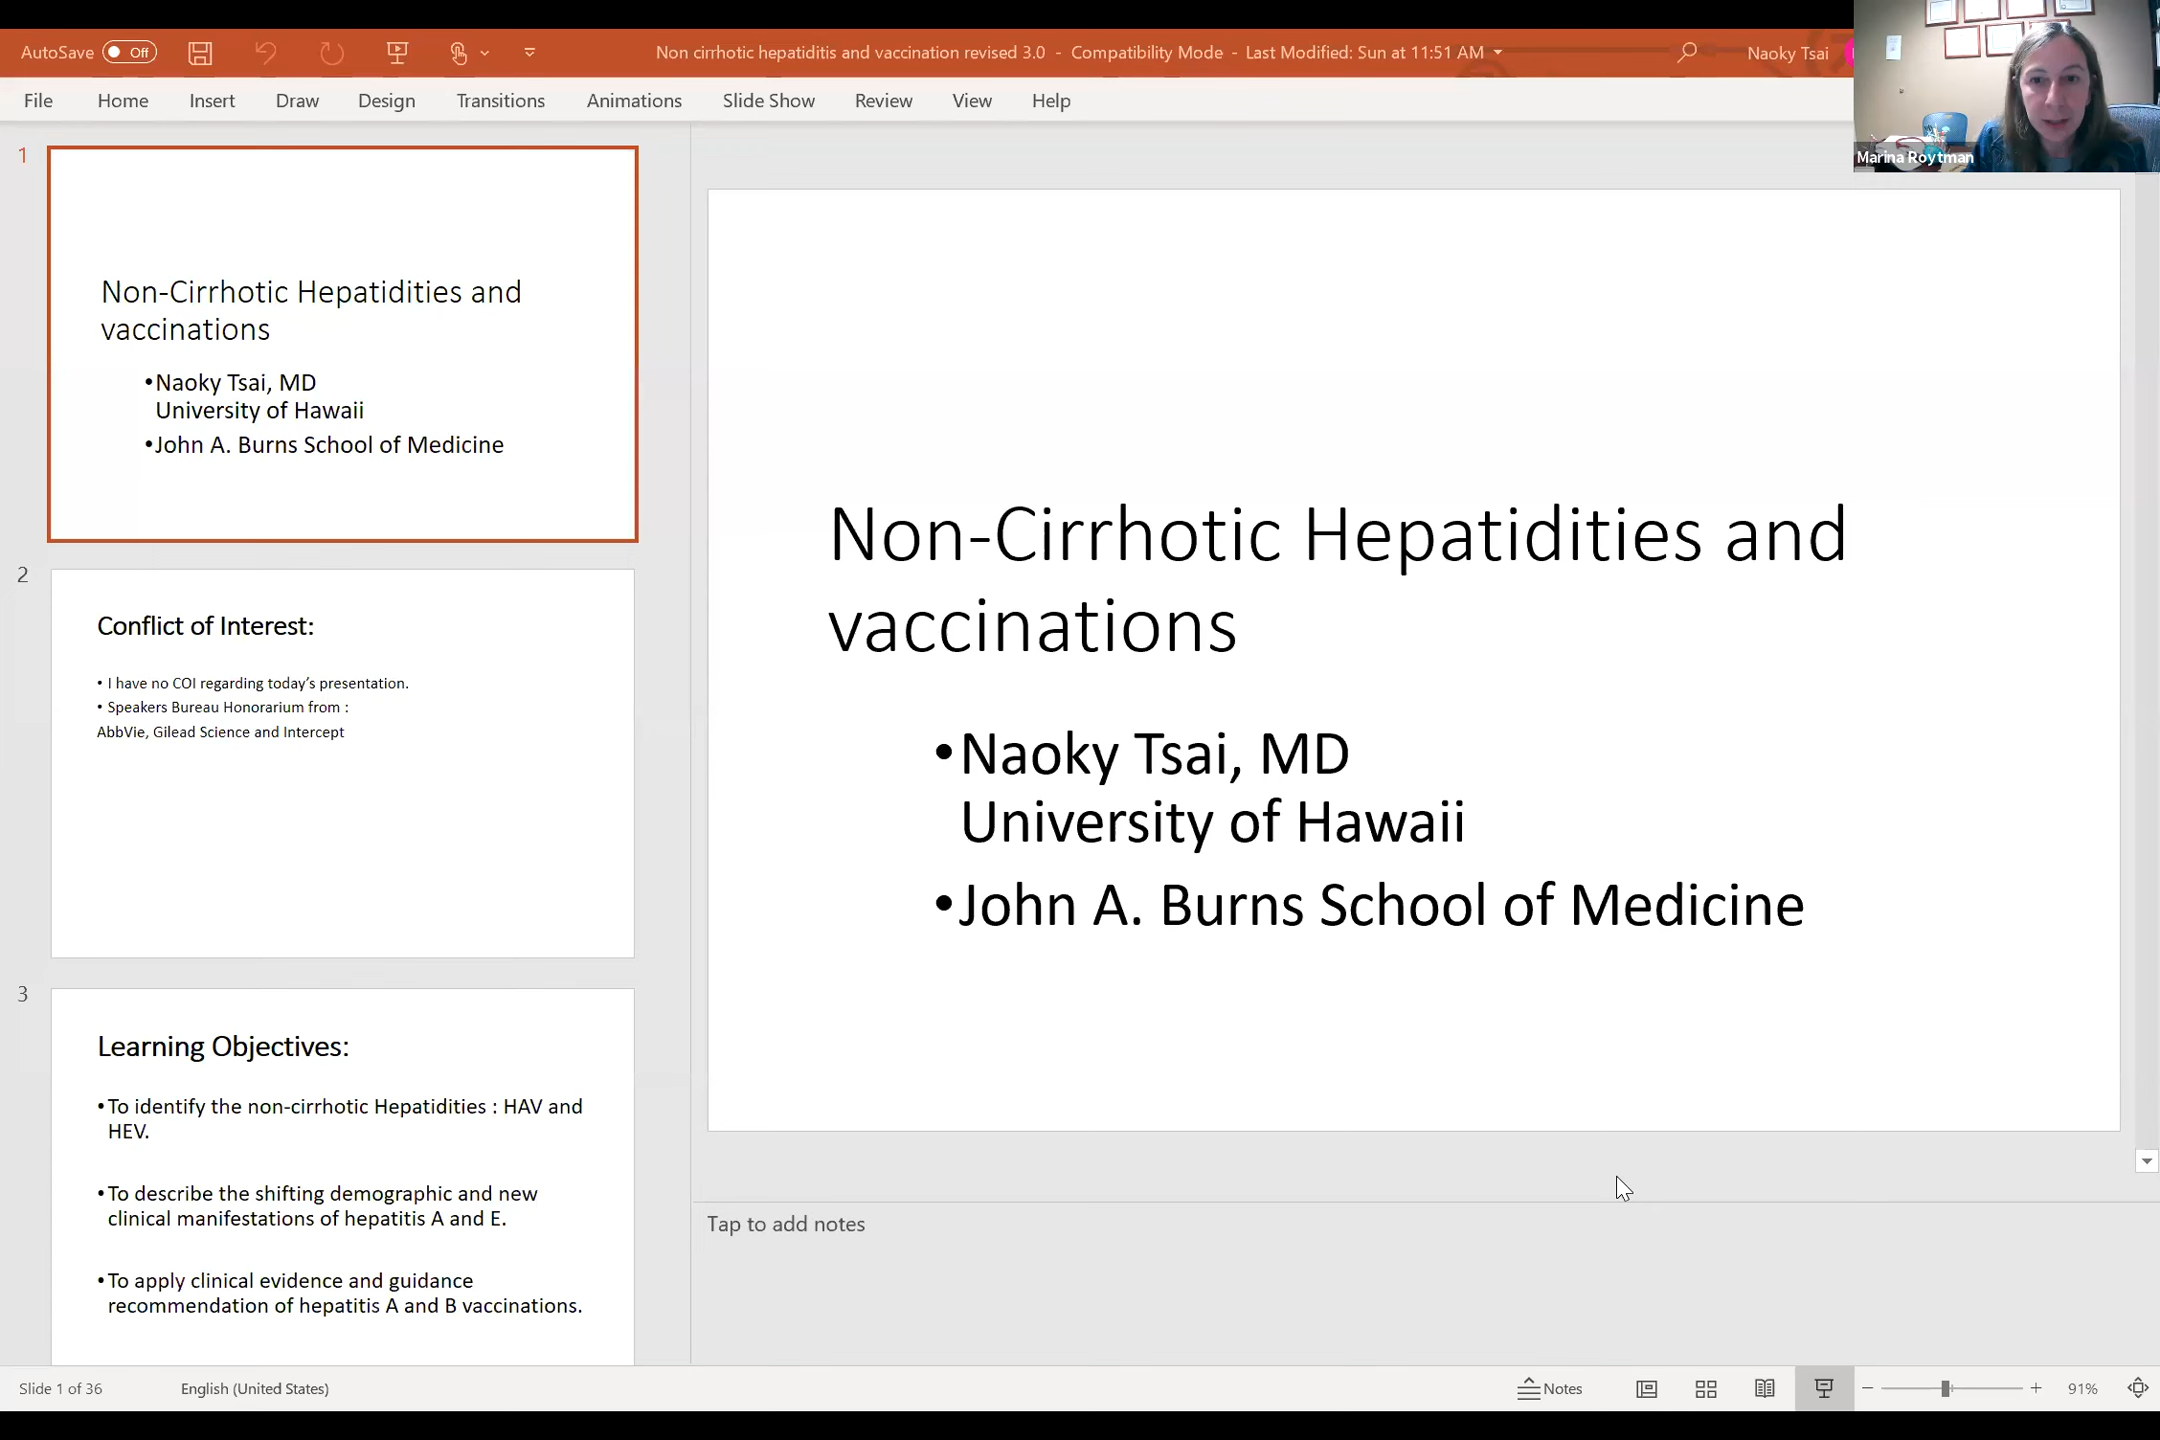 AutoSave Off
Non cirrhotic hepatiditis and vaccination revised 3.0 - Compatibility Mode - Last Modified: Sun at 11:51 AM
Naoky Tsai
File Home Insert Draw Design Transitions Animations Slide Show Review View Help
Marina Roytman
1
Non-Cirrhotic Hepatidities and
vaccinations
•Naoky Tsai, MD
University of Hawaii
•John A. Burns School of Medicine
2
Conflict of Interest:
• I have no COI regarding today's presentation.
• Speakers Bureau Honorarium from :
AbbVie, Gilead Science and Intercept
3
Learning Objectives:
•To identify the non-cirrhotic Hepatidities : HAV and
HEV.
•To describe the shifting demographic and new
clinical manifestations of hepatitis A and E.
•To apply clinical evidence and guidance
recommendation of hepatitis A and B vaccinations.
Non-Cirrhotic Hepatidities and
vaccinations
•Naoky Tsai, MD
University of Hawaii
•John A. Burns School of Medicine
Tap to add notes
Slide 1 of 36 English (United States) Notes 91%